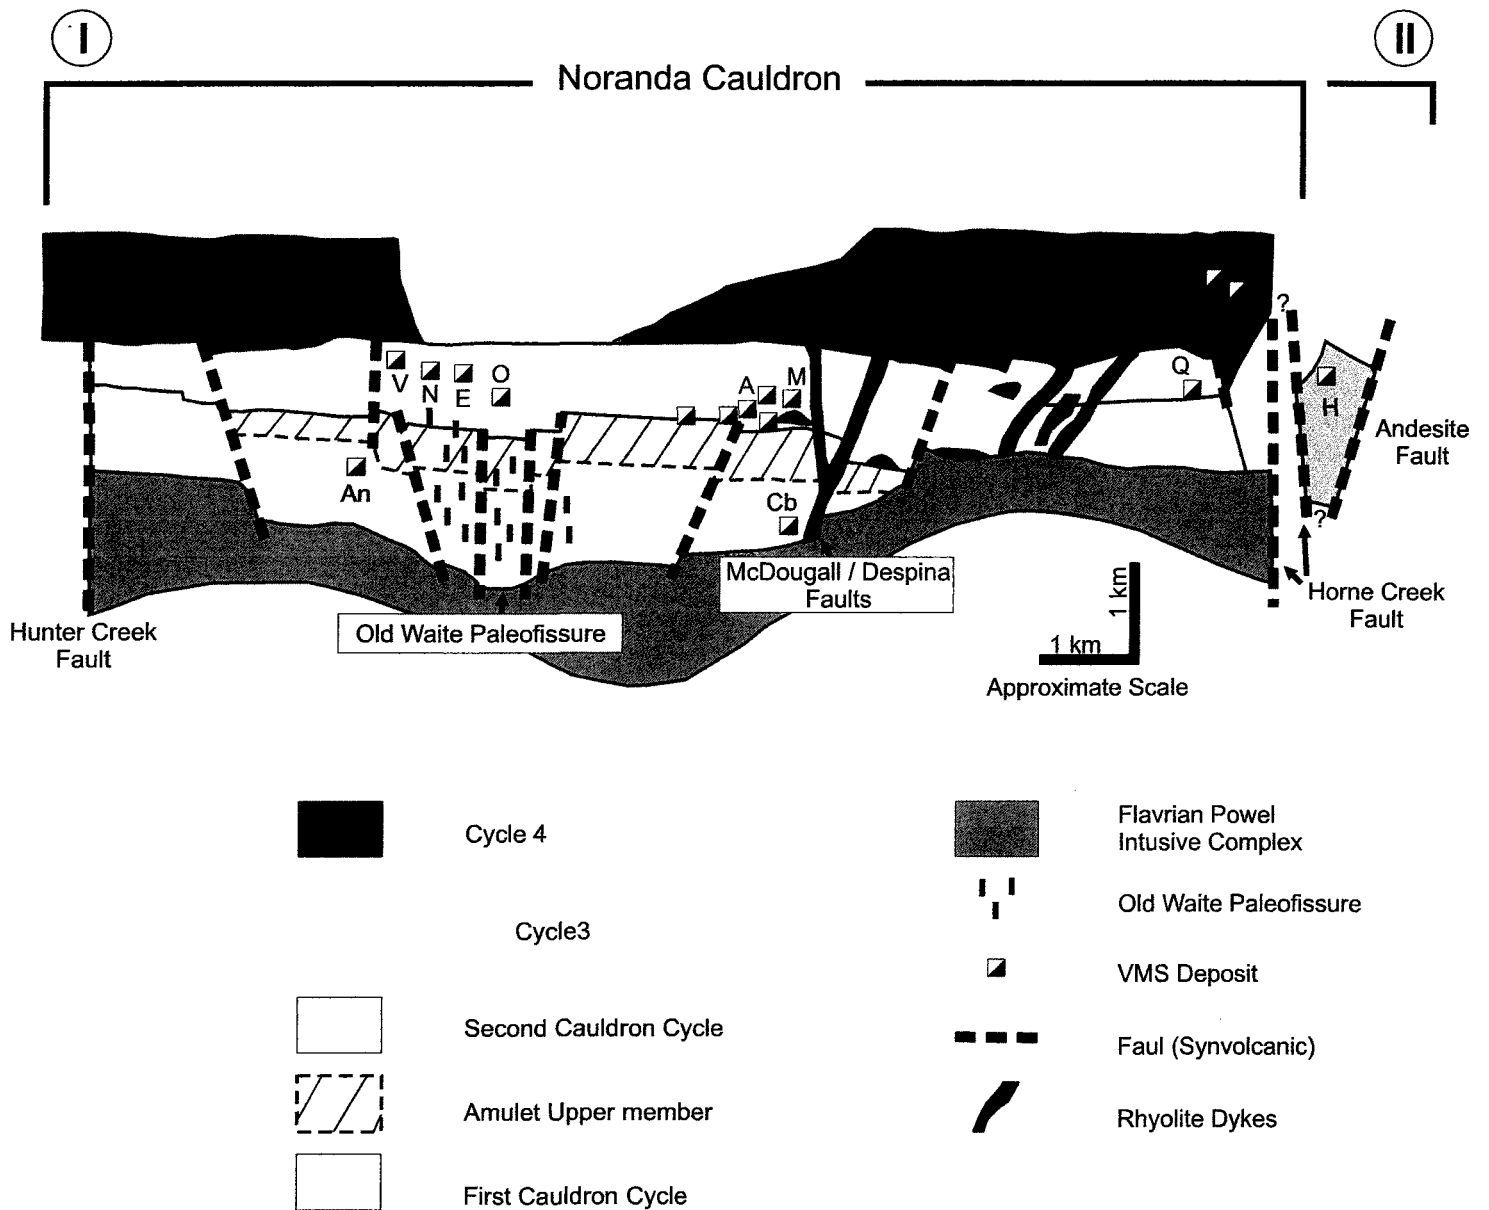 I
II
Noranda Cauldron
?
V
N
E
O
A
M
Q
H
An
Cb
?
Andesite
Fault
McDougall / Despina
Faults
Old Waite Paleofissure
Hunter Creek
Fault
Horne Creek
Fault
1 km
1 km
Approximate Scale
Cycle 4
Cycle3
Second Cauldron Cycle
Amulet Upper member
First Cauldron Cycle
Flavrian Powel
Intusive Complex
Old Waite Paleofissure
VMS Deposit
Faul (Synvolcanic)
Rhyolite Dykes